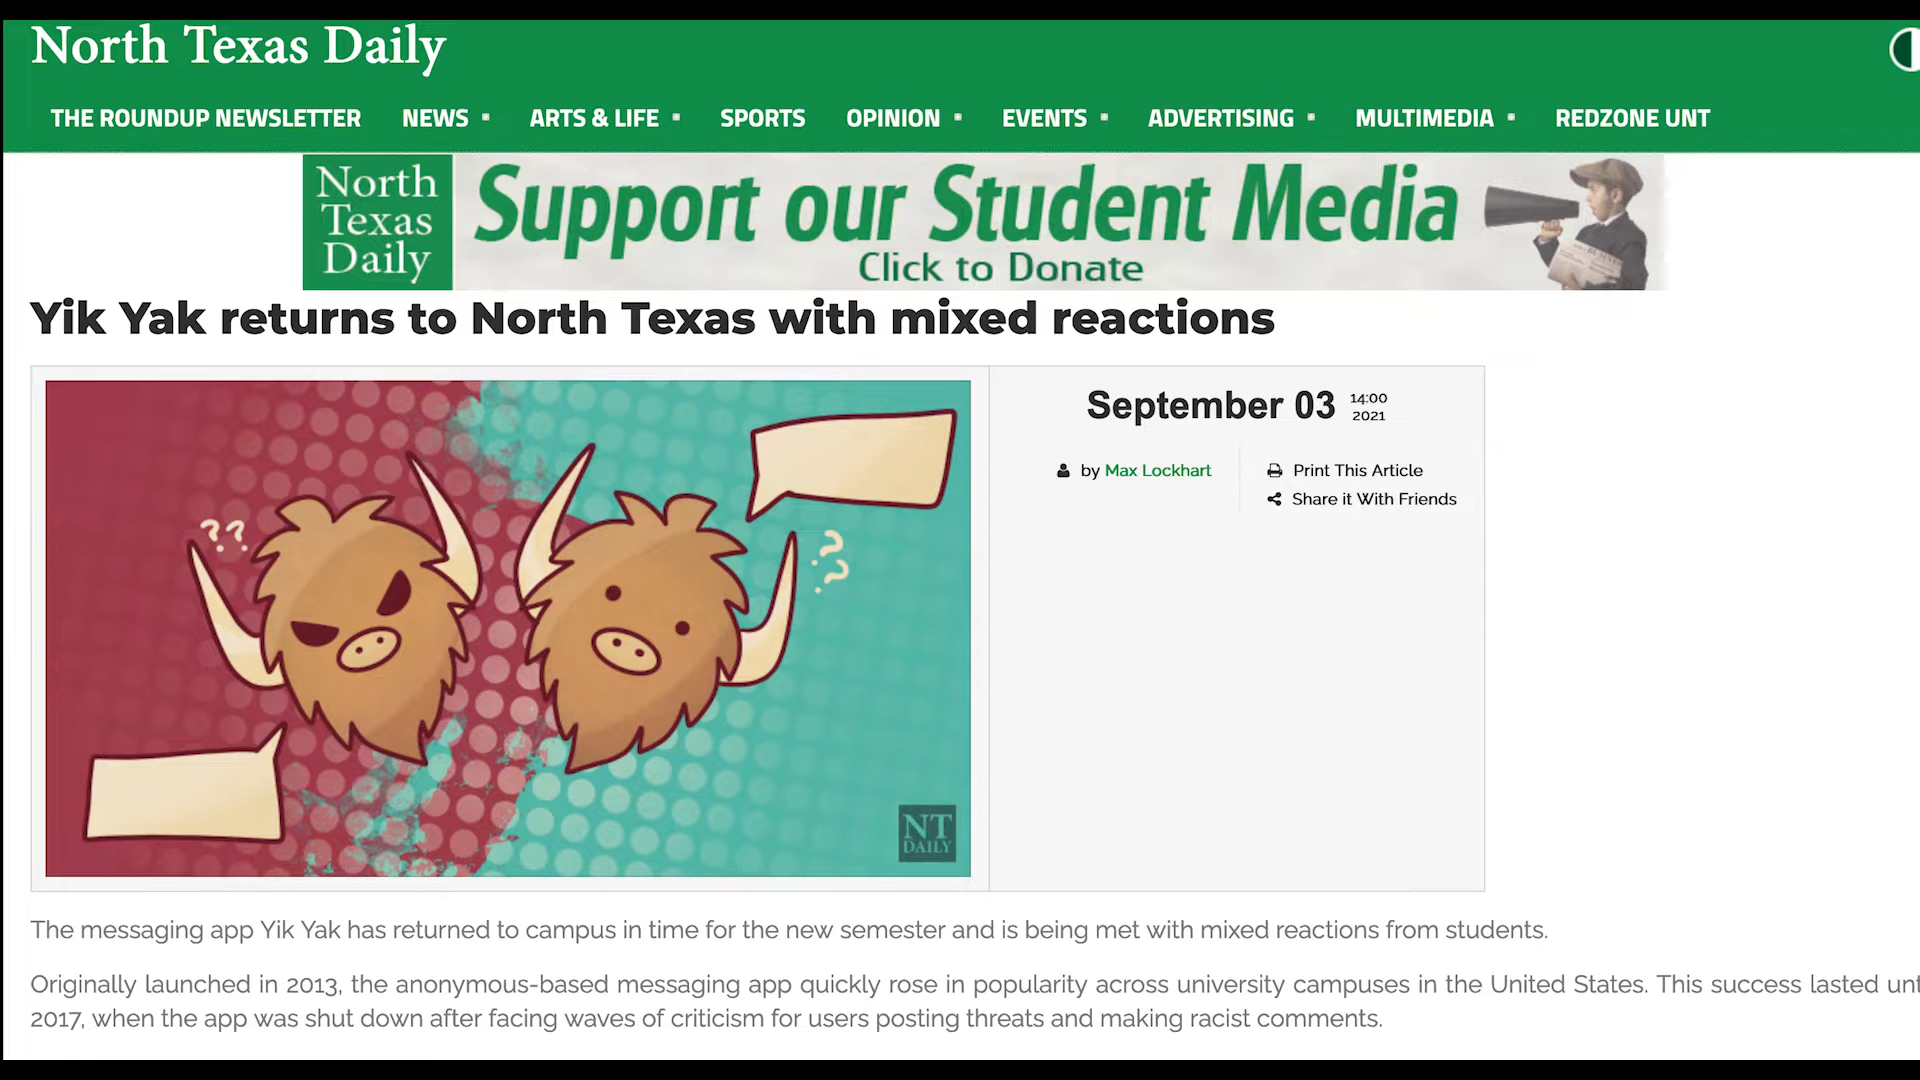 North Texas Daily
THE ROUNDUP NEWSLETTER NEWS ARTS & LIFE SPORTS OPINION EVENTS ADVERTISING MULTIMEDIA REDZONE UNT
North
Texas
Daily
Support our Student Media
Click to Donate
Yik Yak returns to North Texas with mixed reactions
??
??
NT
DAILY
September 03 14:00
2021
by Max Lockhart
Print This Article
Share it With Friends
The messaging app Yik Yak has returned to campus in time for the new semester and is being met with mixed reactions from students.
Originally launched in 2013, the anonymous-based messaging app quickly rose in popularity across university campuses in the United States. This success lasted
2017, when the app was shut down after facing waves of criticism for users posting threats and making racist comments.